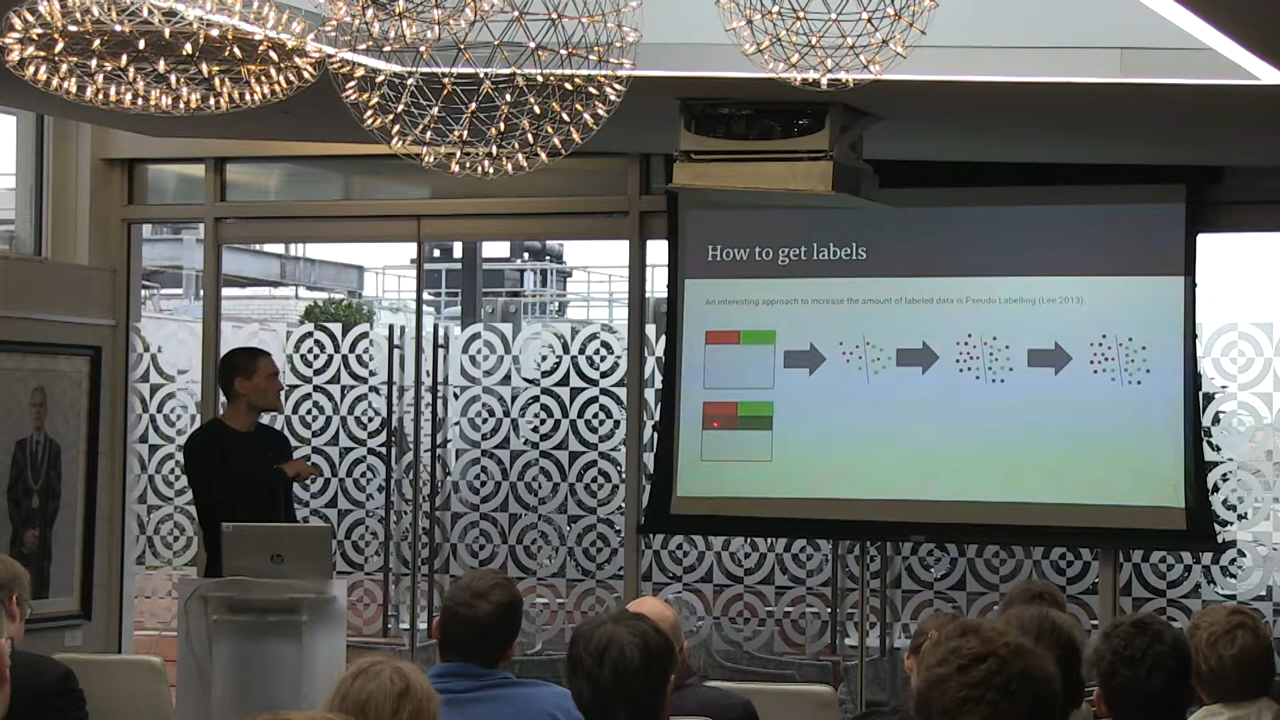 How to get labels
An interesting approach to increase the amount of labeled data is Pseudo Labelling (Lee 2013)
hp